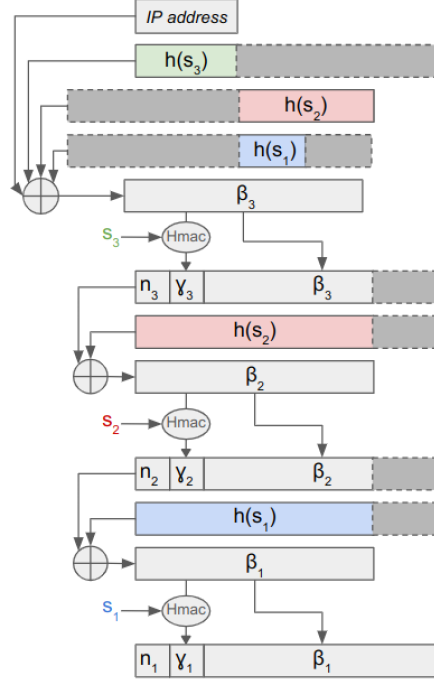 IP address
h(s₃)
h(s₂)
h(s₁)
β₃
s₃ Hmac
n₃ γ₃ β₃
h(s₂)
β₂
s₂ Hmac
n₂ γ₂ β₂
h(s₁)
β₁
s₁ Hmac
n₁ γ₁ β₁